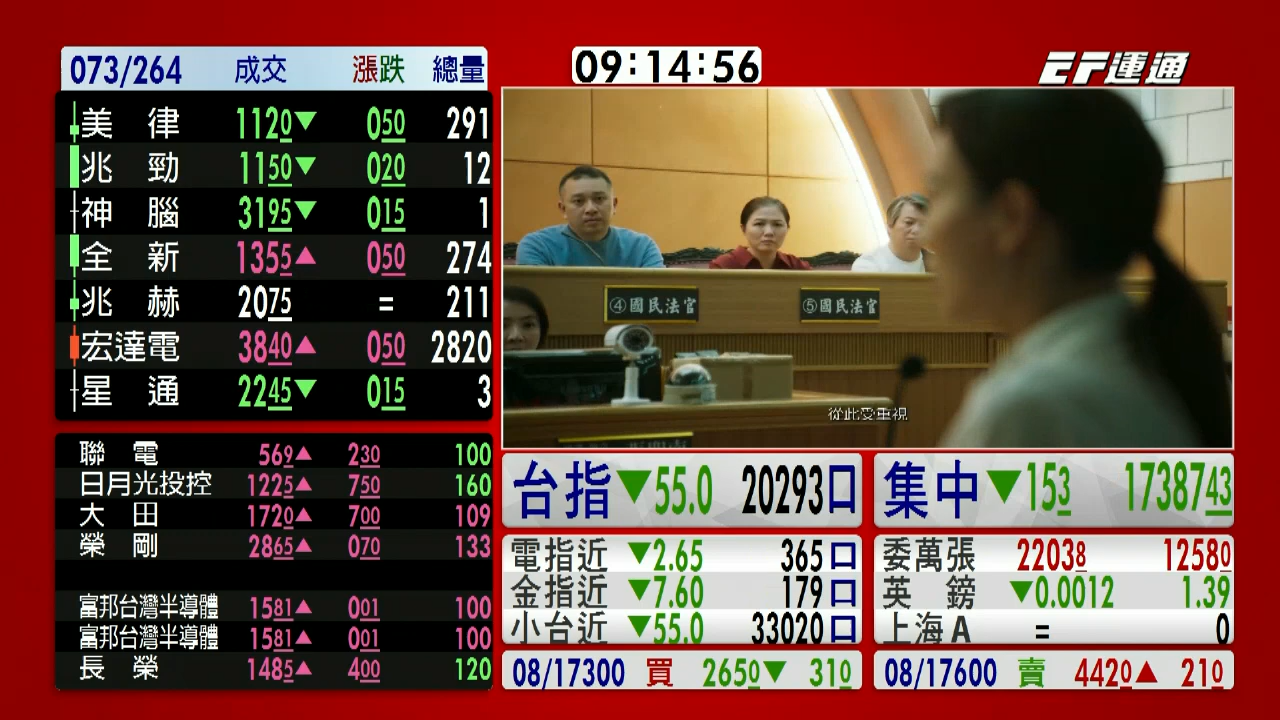 073/264 成交 漲跌 總量
09:14:56
EF運通
美律 1120▼ 050 291
兆勁 1150▼ 020 12
神腦 3195▼ 015 1
全新 1355▲ 050 274
兆赫 2075 = 211
宏達電 3840▲ 050 2820
星通 2245▼ 015 3
④國民法官 ⑤國民法官
從此受重視
聯電 569▲ 230 100
日月光投控 1225▲ 750 160
大田 1720▲ 700 109
榮剛 2865▲ 070 133
富邦台灣半導體 1581▲ 001 100
富邦台灣半導體 1581▲ 001 100
長榮 1485▲ 400 120
台指▼55.0 20293口
集中▼153 1738743
電指近 ▼2.65 365口
金指近 ▼7.60 179口
小台近 ▼55.0 33020口
委萬張 22038 12580
英鎊 ▼0.0012 1.39
上海A = 0
08/17300 買 2650▼ 310
08/17600 賣 4420▲ 210